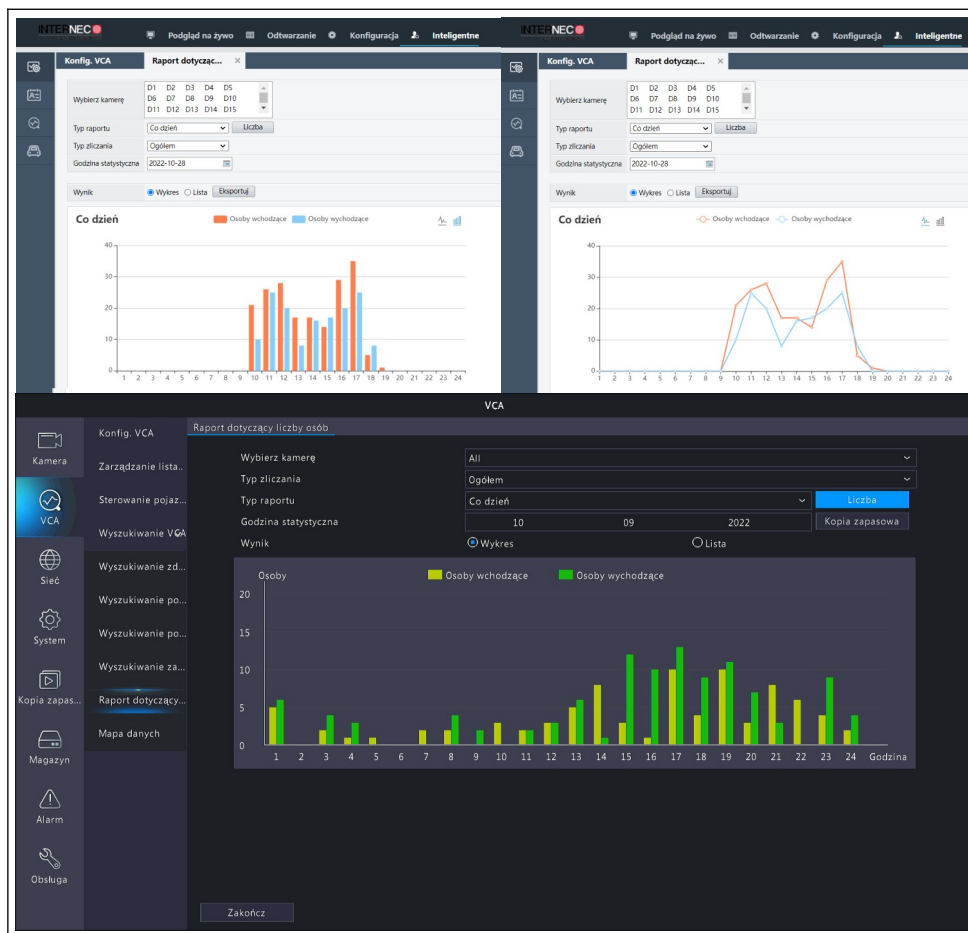 INTERNEC Podgląd na żywo Odtwarzanie Konfiguracja Inteligentne
Konfig. VCA Raport dotycząc... ×
Wybierz kamerę
D1 D2 D3 D4 D5
D6 D7 D8 D9 D10
D11 D12 D13 D14 D15
Typ raportu Co dzień Liczba
Typ zliczania Ogółem
Godzina statystyczna 2022-10-28
Wynik Wykres Lista Eksportuj
Co dzień Osoby wchodzące Osoby wychodzące
40
30
20
10
0
1 2 3 4 5 6 7 8 9 10 11 12 13 14 15 16 17 18 19 20 21 22 23 24
INTERNEC Podgląd na żywo Odtwarzanie Konfiguracja Inteligentne
Konfig. VCA Raport dotycząc... ×
Wybierz kamerę
D1 D2 D3 D4 D5
D6 D7 D8 D9 D10
D11 D12 D13 D14 D15
Typ raportu Co dzień Liczba
Typ zliczania Ogółem
Godzina statystyczna 2022-10-28
Wynik Wykres Lista Eksportuj
Co dzień Osoby wchodzące Osoby wychodzące
40
30
20
10
0
1 2 3 4 5 6 7 8 9 10 11 12 13 14 15 16 17 18 19 20 21 22 23 24
VCA
Kamera
VCA
Sieć
System
Kopia zapas...
Magazyn
Alarm
Obsługa
Konfig. VCA
Zarządzanie lista..
Sterowanie pojaz...
Wyszukiwanie VCA
Wyszukiwanie zd...
Wyszukiwanie po...
Wyszukiwanie po...
Wyszukiwanie za...
Raport dotyczący...
Mapa danych
Raport dotyczący liczby osób
Wybierz kamerę All
Typ zliczania Ogółem
Typ raportu Co dzień Liczba
Godzina statystyczna 10 09 2022 Kopia zapasowa
Wynik Wykres Lista
Osoby Osoby wchodzące Osoby wychodzące
20
15
10
5
0
1 2 3 4 5 6 7 8 9 10 11 12 13 14 15 16 17 18 19 20 21 22 23 24 Godzina
Zakończ